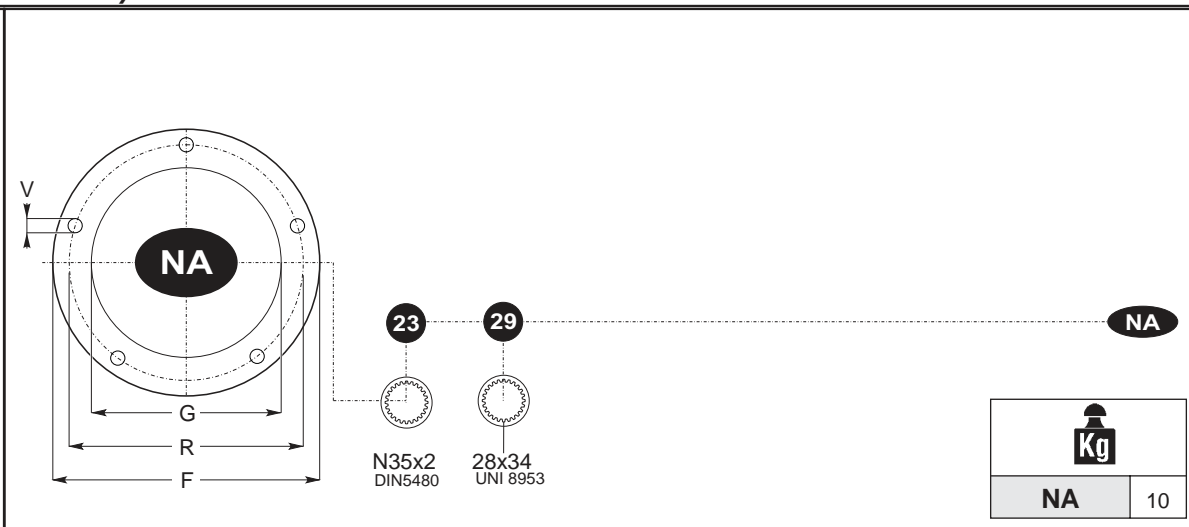 V
NA
23 29 NA
G
R
F
N35x2 28x34
DIN5480 UNI 8953
Kg
NA 10